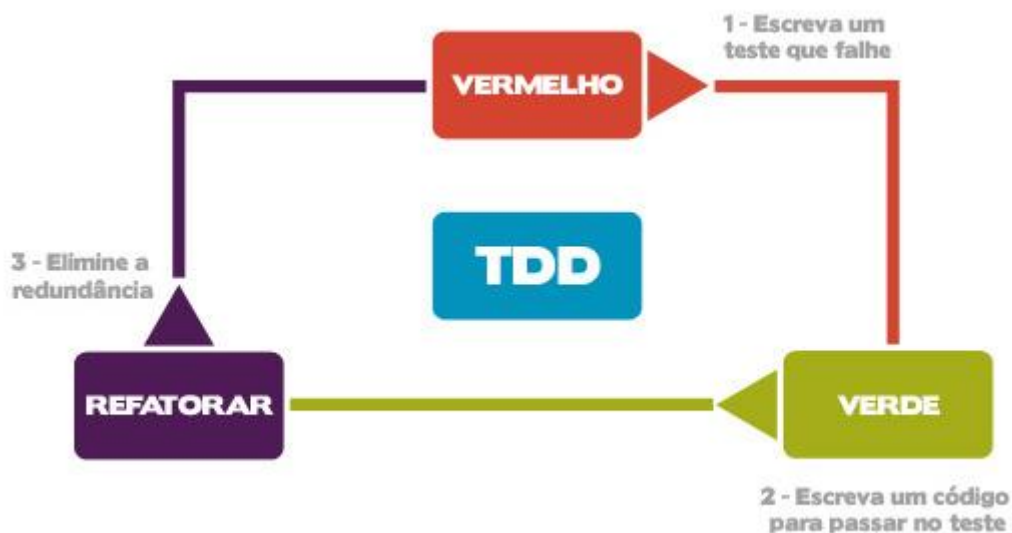 1 - Escreva um
teste que falhe
VERMELHO
TDD
3 - Elimine a
redundância
REFATORAR
VERDE
2 - Escreva um código
para passar no teste